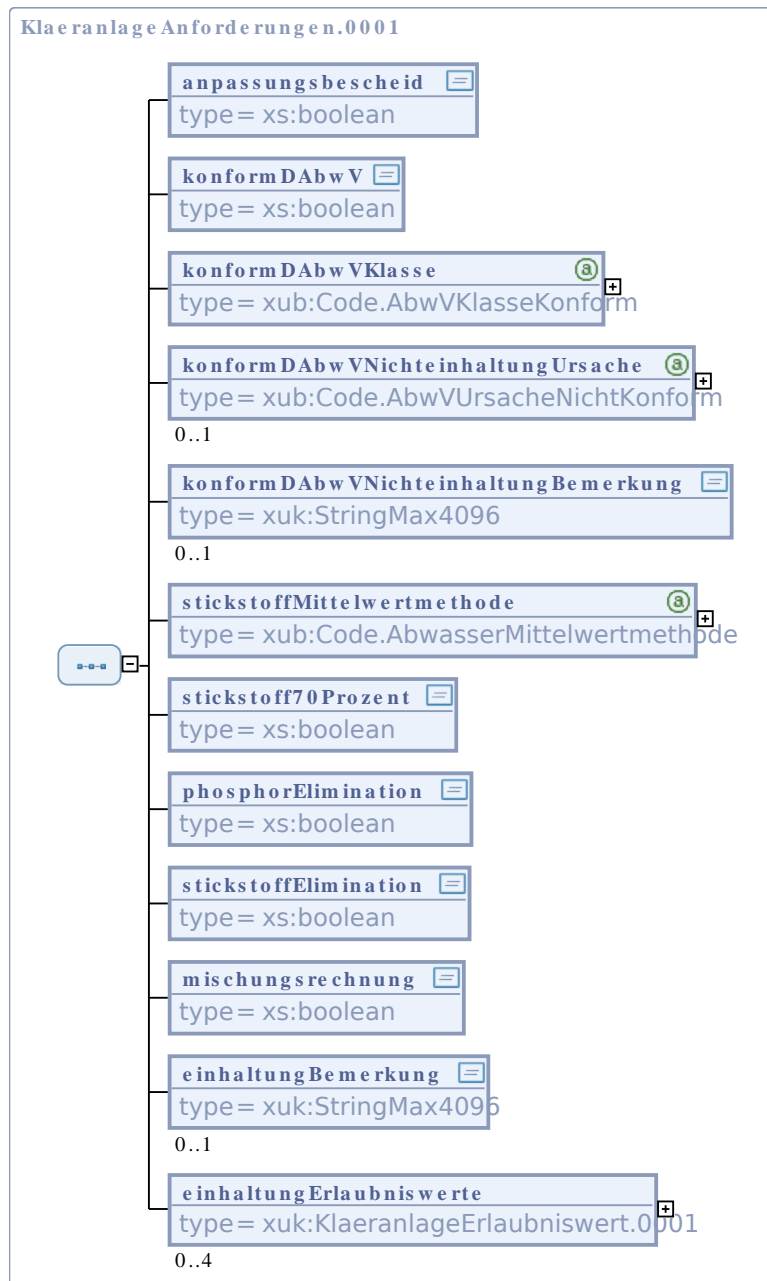 KlaeranlageAnforderungen.0001
anpassungsbescheid
type= xs:boolean
konformDAbwV
type= xs:boolean
konformDAbwVKlasse
a
type= xub:Code.AbwVKlasseKonform
konformDAbwVNichteinhaltungUrsache
a
type= xub:Code.AbwVUrsacheNichtKonform
0..1
konformDAbwVNichteinhaltungBemerkung
type= xuk:StringMax4096
0..1
stickstoffMittelwertmethode
a
type= xub:Code.AbwasserMittelwertmethode
stickstoff70Prozent
type= xs:boolean
phosphorElimination
type= xs:boolean
stickstoffElimination
type= xs:boolean
mischungsrechnung
type= xs:boolean
einhaltungBemerkung
type= xuk:StringMax4096
0..1
einhaltungErlaubniswerte
type= xuk:KlaeranlageErlaubniswert.0001
0..4